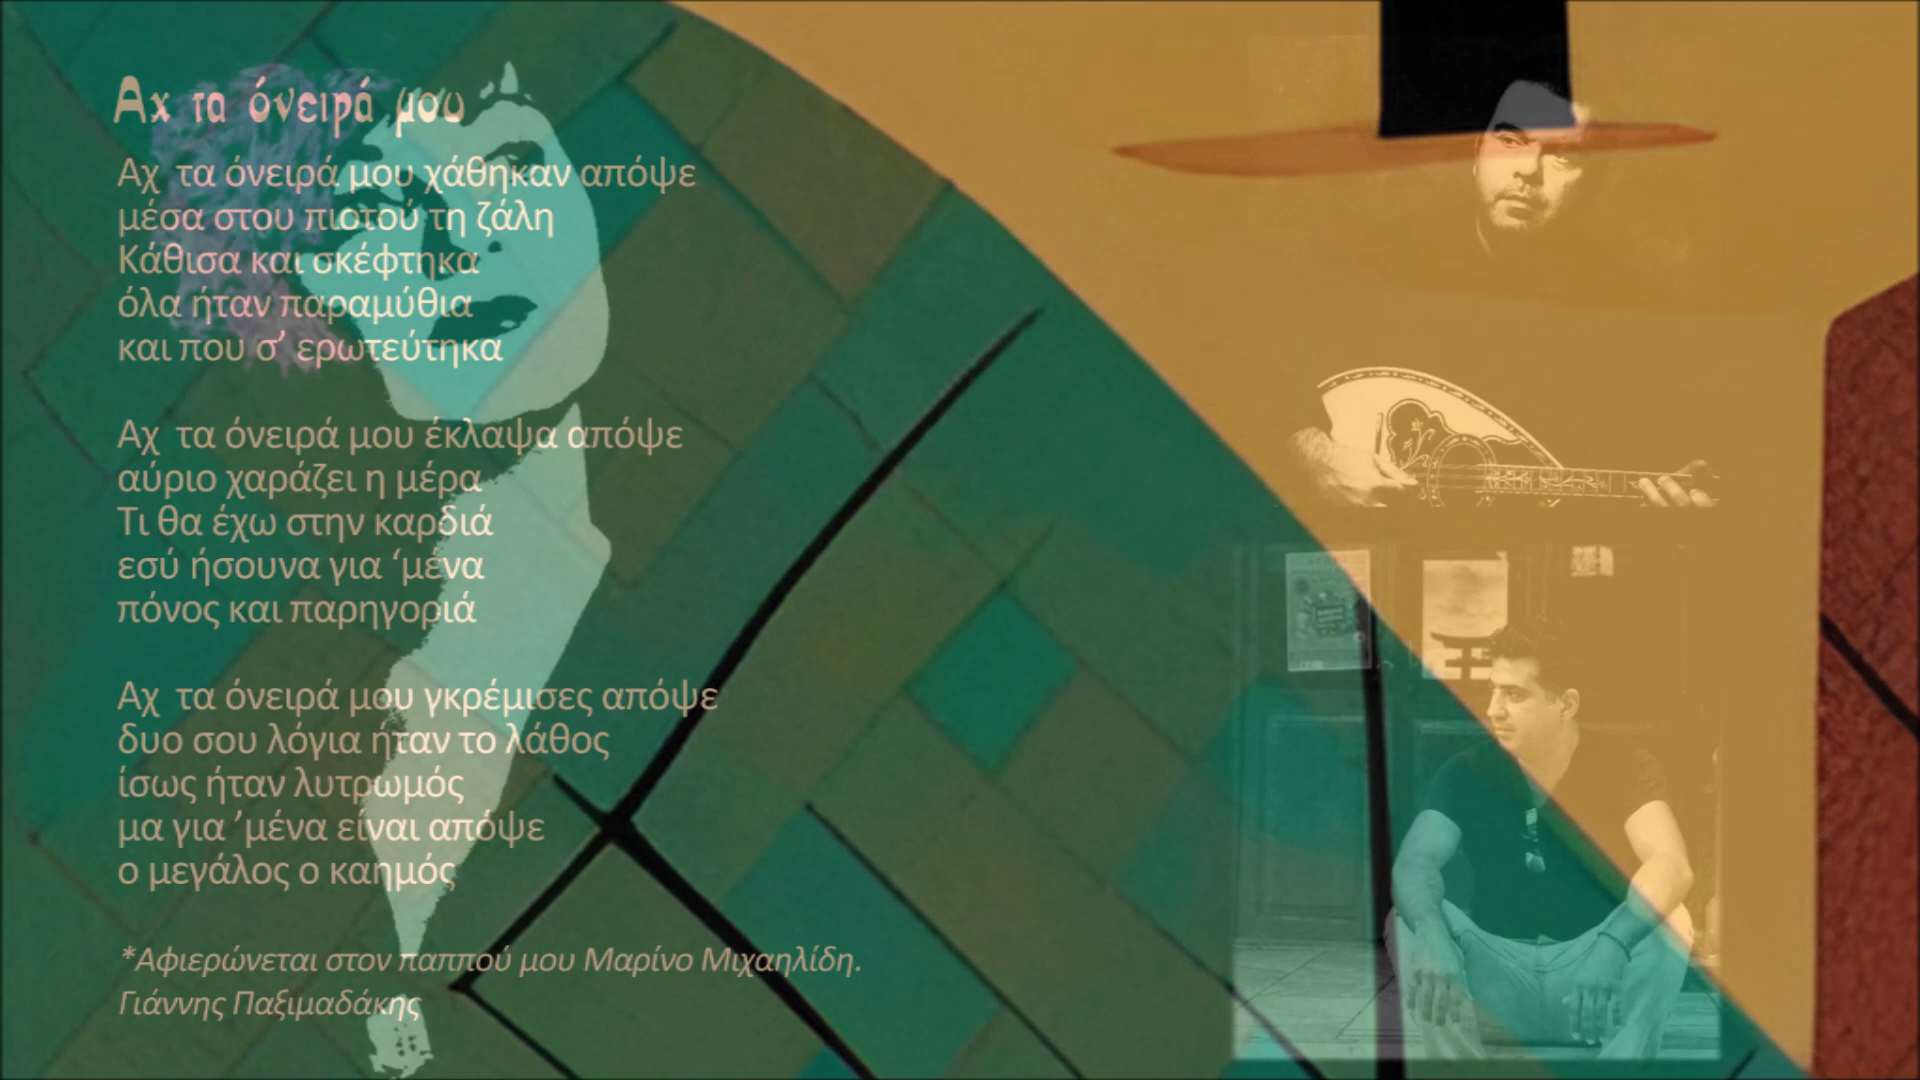 Αχ τα όνειρά μου
Αχ τα όνειρά μου χάθηκαν απόψε
μέσα στου πιοτού τη ζάλη
Κάθισα και σκέφτηκα
όλα ήταν παραμύθια
και που σ’ ερωτεύτηκα
Αχ τα όνειρά μου έκλαψα απόψε
αύριο χαράζει η μέρα
Τι θα έχω στην καρδιά
εσύ ήσουνα για ‘μένα
πόνος και παρηγοριά
Αχ τα όνειρά μου γκρέμισες απόψε
δυο σου λόγια ήταν το λάθος
ίσως ήταν λυτρωμός
μα για ’μένα είναι απόψε
ο μεγάλος ο καημός
*Αφιερώνεται στον παππού μου Μαρίνο Μιχαηλίδη.
Γιάννης Παξιμαδάκης